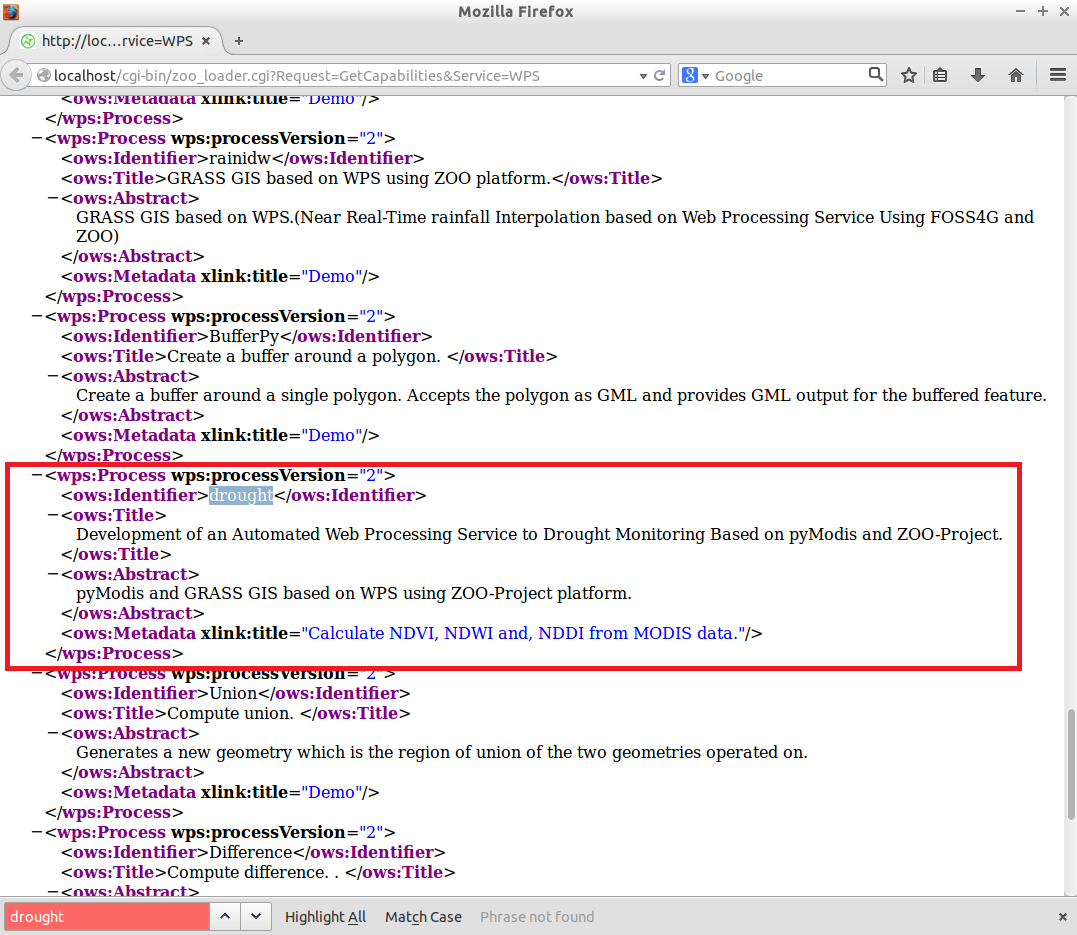 Mozilla Firefox
http://loc...rvice=WPS
localhost/cgi-bin/zoo_loader.cgi?Request=GetCapabilities&Service=WPS
Google
<ows:Metadata xlink:title="Demo"/>
</wps:Process>
−<wps:Process wps:processVersion="2">
<ows:Identifier>rainidw</ows:Identifier>
<ows:Title>GRASS GIS based on WPS using ZOO platform.</ows:Title>
−<ows:Abstract>
GRASS GIS based on WPS.(Near Real-Time rainfall Interpolation based on Web Processing Service Using FOSS4G and
ZOO)
</ows:Abstract>
<ows:Metadata xlink:title="Demo"/>
</wps:Process>
−<wps:Process wps:processVersion="2">
<ows:Identifier>BufferPy</ows:Identifier>
<ows:Title>Create a buffer around a polygon. </ows:Title>
−<ows:Abstract>
Create a buffer around a single polygon. Accepts the polygon as GML and provides GML output for the buffered feature.
</ows:Abstract>
<ows:Metadata xlink:title="Demo"/>
</wps:Process>
−<wps:Process wps:processVersion="2">
<ows:Identifier>drought</ows:Identifier>
−<ows:Title>
Development of an Automated Web Processing Service to Drought Monitoring Based on pyModis and ZOO-Project.
</ows:Title>
−<ows:Abstract>
pyModis and GRASS GIS based on WPS using ZOO-Project platform.
</ows:Abstract>
<ows:Metadata xlink:title="Calculate NDVI, NDWI and, NDDI from MODIS data."/>
</wps:Process>
−<wps:Process wps:processVersion="2">
<ows:Identifier>Union</ows:Identifier>
<ows:Title>Compute union. </ows:Title>
−<ows:Abstract>
Generates a new geometry which is the region of union of the two geometries operated on.
</ows:Abstract>
<ows:Metadata xlink:title="Demo"/>
</wps:Process>
−<wps:Process wps:processVersion="2">
<ows:Identifier>Difference</ows:Identifier>
<ows:Title>Compute difference. . </ows:Title>
−<ows:Abstract>
drought Highlight All Match Case Phrase not found